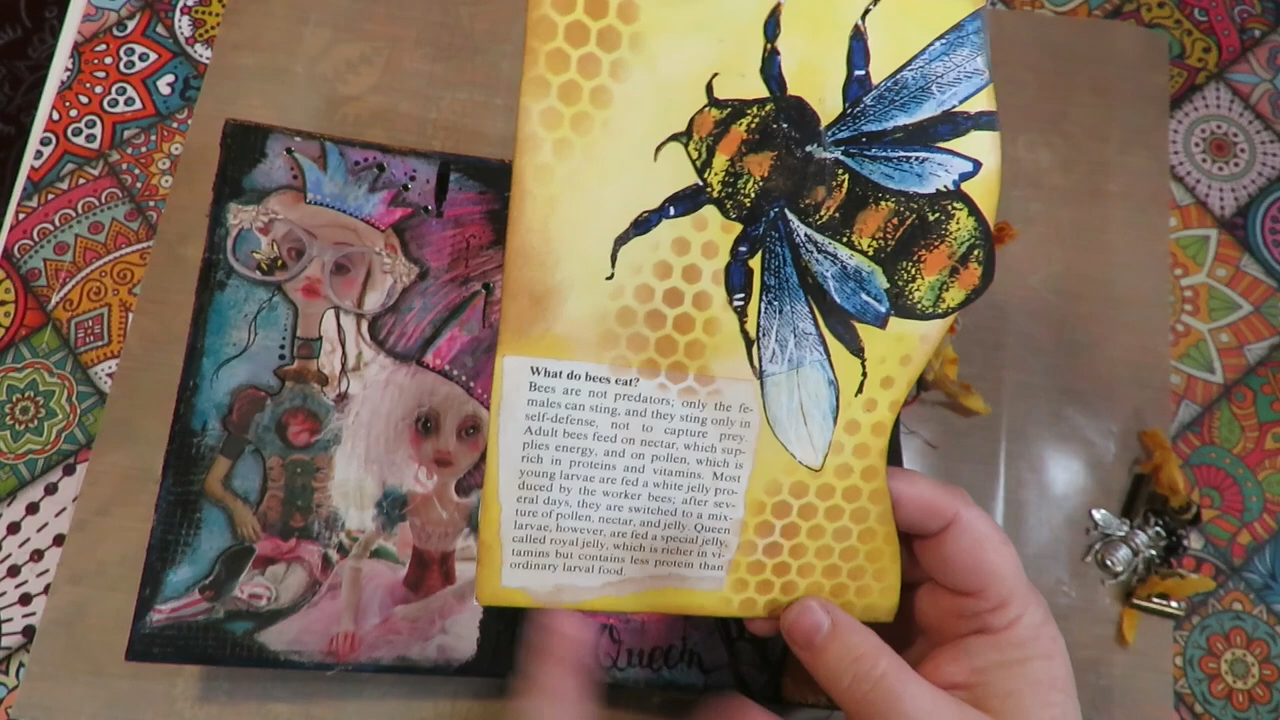 What do bees eat?
Bees are not predators; only the fe-
males can sting, and they sting only in
self-defense, not to capture prey.
Adult bees feed on nectar, which sup-
plies energy, and on pollen, which is
rich in proteins and vitamins. Most
young larvae are fed a white jelly pro-
duced by the worker bees; after sev-
eral days, they are switched to a mix-
ture of pollen, nectar, and jelly. Queen
larvae, however, are fed a special jelly,
called royal jelly, which is richer in vi-
tamins but contains less protein than
ordinary larval food.
Queen